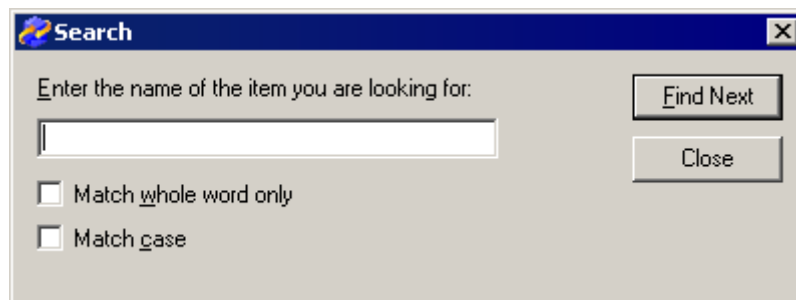 Search
Enter the name of the item you are looking for:
Find Next
Close
Match whole word only
Match case